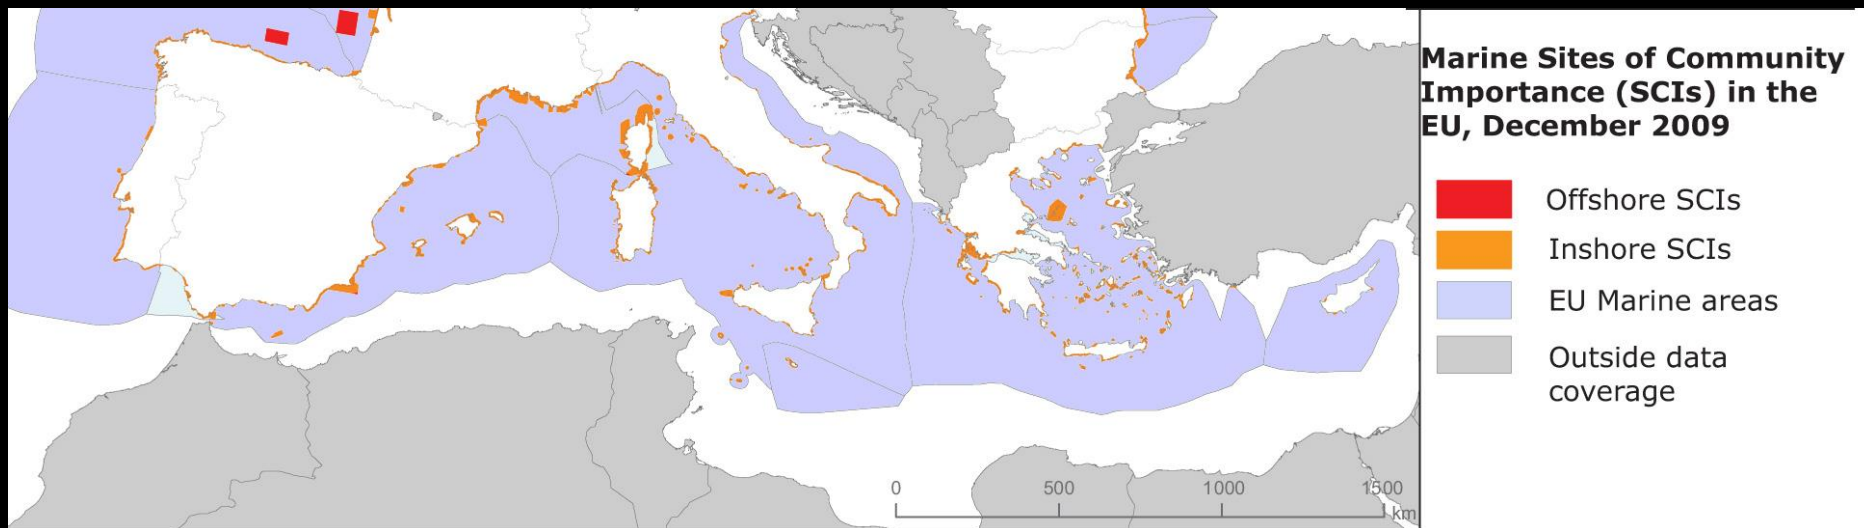 Marine Sites of Community
Importance (SCIs) in the
EU, December 2009
Offshore SCIs
Inshore SCIs
EU Marine areas
Outside data
coverage
0 500 1000 1500
km